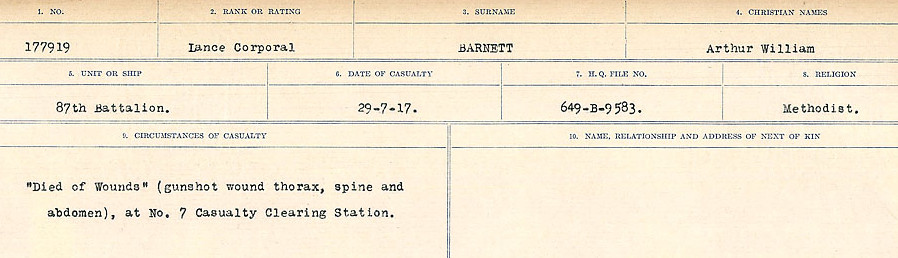 1. NO. 2. RANK OR RATING 3. SURNAME 4. CHRISTIAN NAMES
177919 Lance Corporal BARNETT Arthur William
5. UNIT OR SHIP 6. DATE OF CASUALTY 7. H.Q. FILE NO. 8. RELIGION
87th Battalion. 29-7-17. 649-B-9583. Methodist.
9. CIRCUMSTANCES OF CASUALTY 10. NAME, RELATIONSHIP AND ADDRESS OF NEXT OF KIN
"Died of Wounds" (gunshot wound thorax, spine and
abdomen), at No. 7 Casualty Clearing Station.